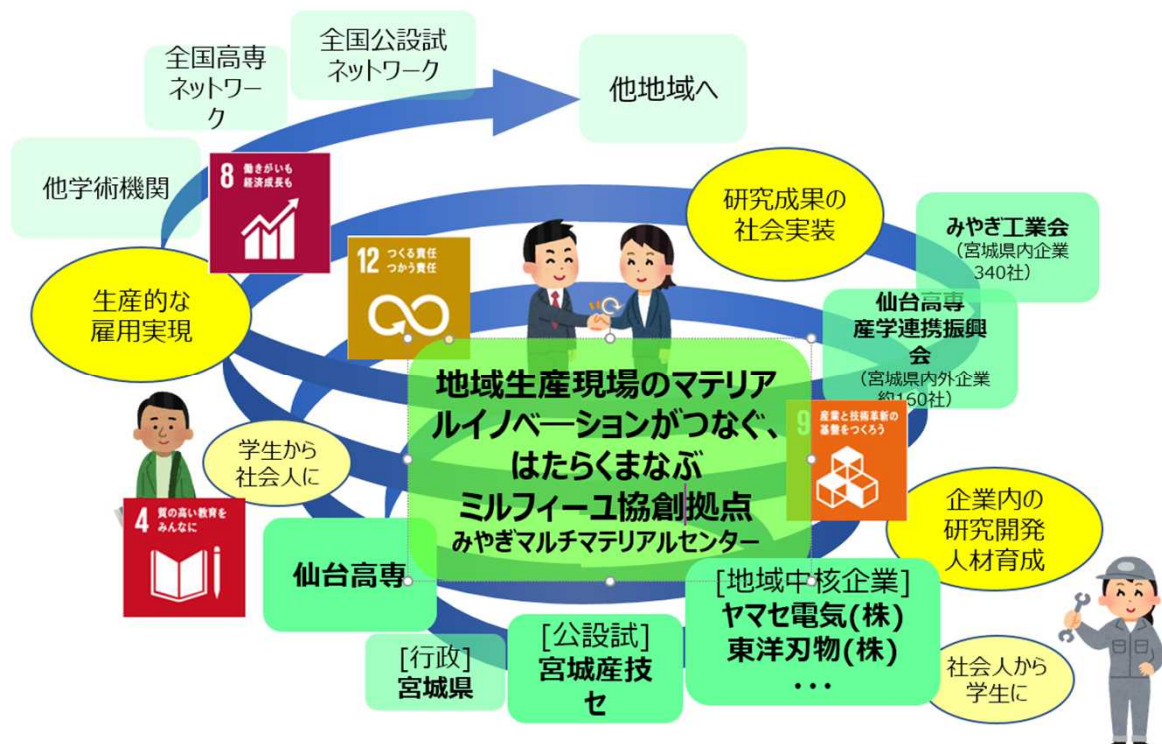 全国公設試
ネットワーク
全国高専
ネットワー
ク
他地域へ
他学術機関
8 働きがいも
経済成長も
研究成果の
社会実装
みやぎ工業会
(宮城県内企業
340社)
12 つくる責任
つかう責任
生産的な
雇用実現
仙台高専
産学連携振興
会
(宮城県内外企業
約160社)
地域生産現場のマテリア
ルイノベーションがつなぐ、
はたらくまなぶ
ミルフィーユ協創拠点
みやぎマルチマテリアルセンター
9 産業と技術革新の
基盤をつくろう
学生から
社会人に
4 質の高い教育を
みんなに
企業内の
研究開発
人材育成
仙台高専
[地域中核企業]
ヤマセ電気(株)
東洋刃物(株)
・・・
[公設試]
宮城産技
セ
[行政]
宮城県
社会人から
学生に